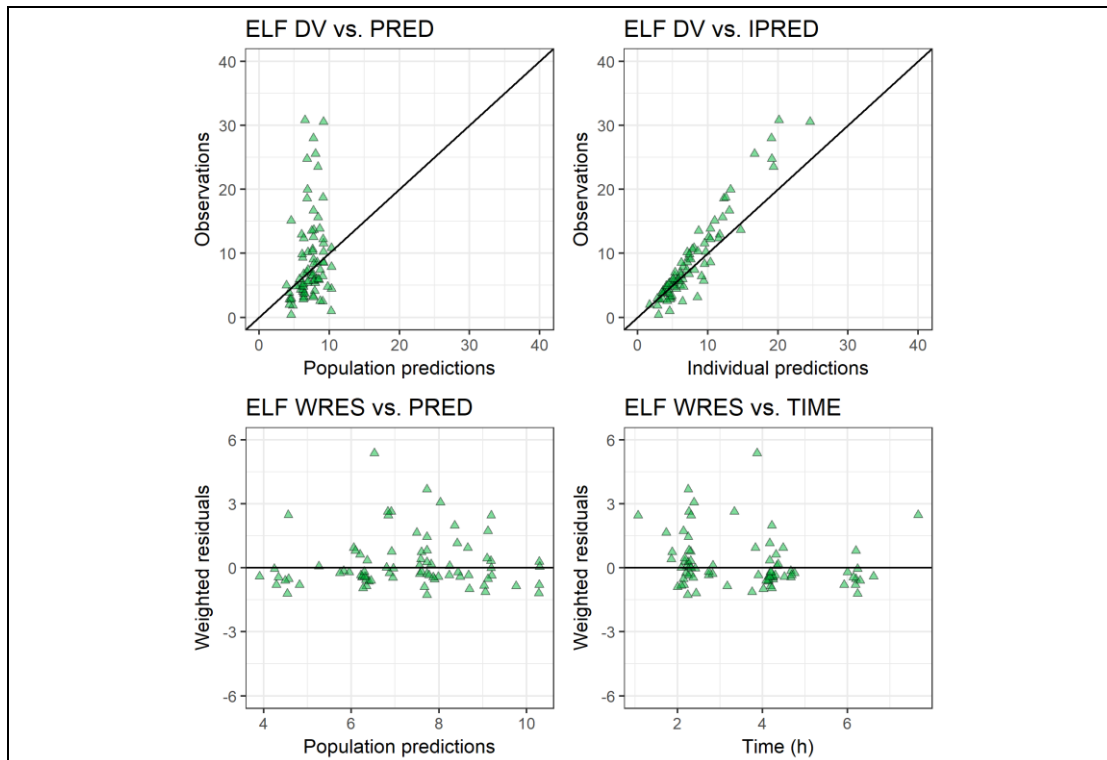 ELF DV vs. PRED
40
30
20
10
0
Observations
0 10 20 30 40
Population predictions
ELF DV vs. IPRED
40
30
20
10
0
Observations
0 10 20 30 40
Individual predictions
ELF WRES vs. PRED
6
3
0
-3
-6
Weighted residuals
4 6 8 10
Population predictions
ELF WRES vs. TIME
6
3
0
-3
-6
Weighted residuals
2 4 6
Time (h)